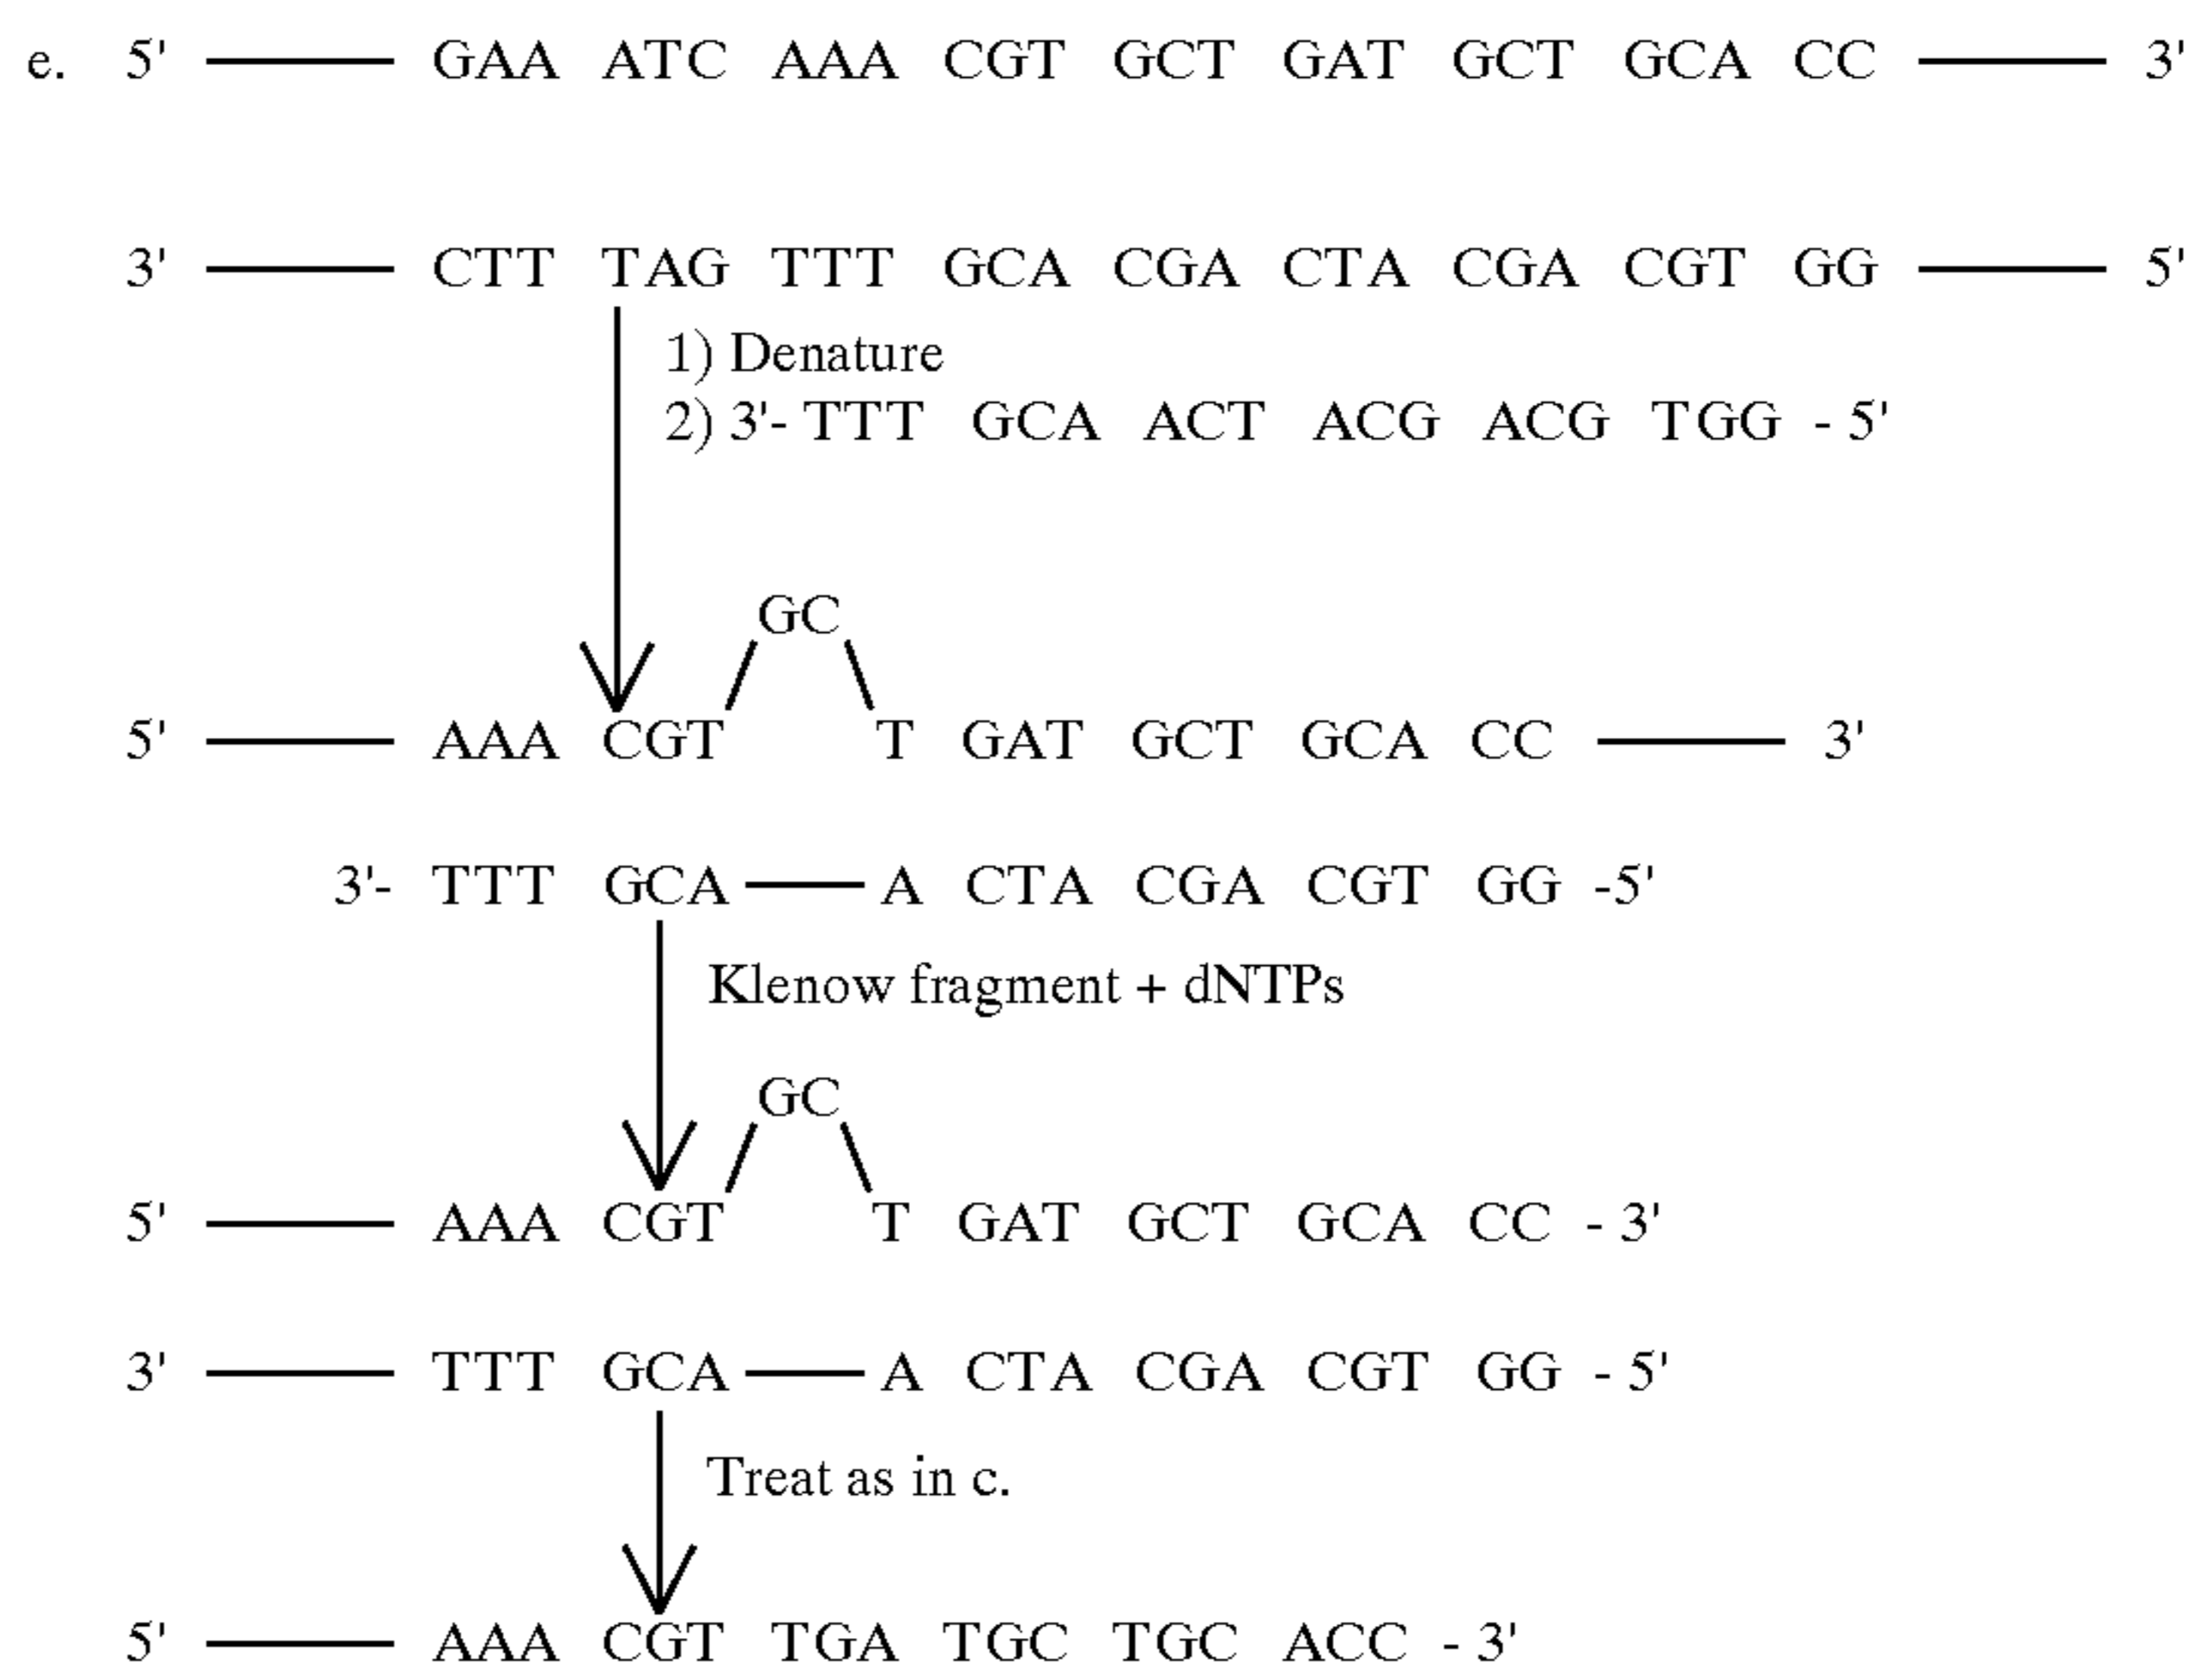 e. 5' GAA ATC AAA CGT GCT GAT GCT GCA CC 3'
3' CTT TAG TTT GCA CGA CTA CGA CGT GG 5'
1) Denature
2) 3'- TTT GCA ACT ACG ACG TGG - 5'
GC
5' AAA CGT T GAT GCT GCA CC 3'
3'- TTT GCA A CTA CGA CGT GG -5'
Klenow fragment + dNTPs
GC
5' AAA CGT T GAT GCT GCA CC - 3'
3' TTT GCA A CTA CGA CGT GG - 5'
Treat as in c.
5' AAA CGT TGA TGC TGC ACC - 3'